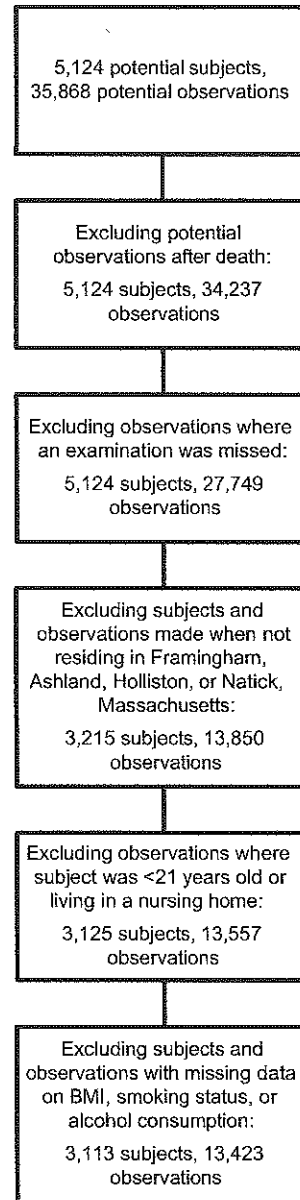 5,124 potential subjects,
35,868 potential observations
Excluding potential
observations after death:
5,124 subjects, 34,237
observations
Excluding observations where
an examination was missed:
5,124 subjects, 27,749
observations
Excluding subjects and
observations made when not
residing in Framingham,
Ashland, Holliston, or Natick,
Massachusetts:
3,215 subjects, 13,850
observations
Excluding observations where
subject was <21 years old or
living in a nursing home:
3,125 subjects, 13,557
observations
Excluding subjects and
observations with missing data
on BMI, smoking status, or
alcohol consumption:
3,113 subjects, 13,423
observations